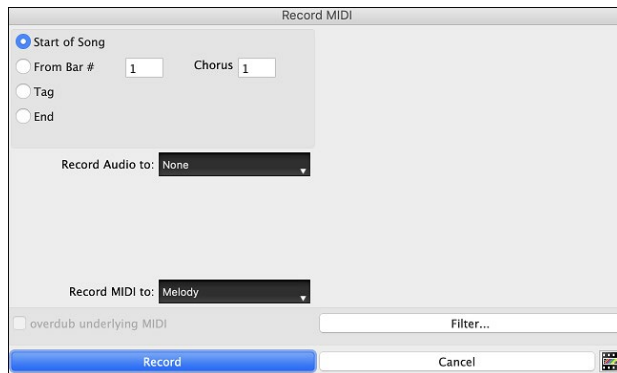 Record MIDI
Start of Song
From Bar # 1 Chorus 1
Tag
End
Record Audio to: None
Record MIDI to: Melody
overdub underlying MIDI Filter...
Record Cancel